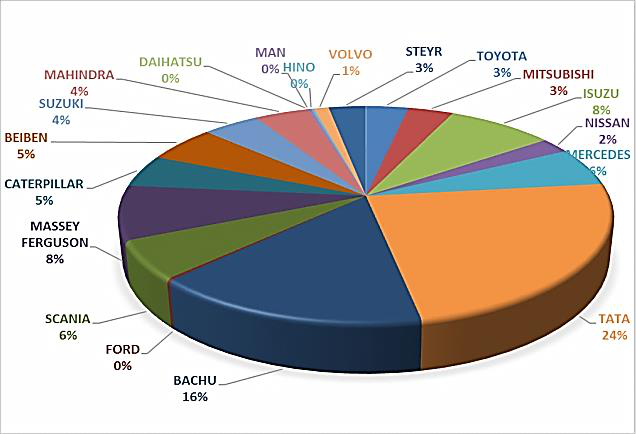 STEYR
3%
TOYOTA
3%
MITSUBISHI
3%
ISUZU
8%
NISSAN
2%
MERCEDES
6%
TATA
24%
BACHU
16%
FORD
0%
SCANIA
6%
MASSEY
FERGUSON
8%
CATERPILLAR
5%
BEIBEN
5%
SUZUKI
4%
MAHINDRA
4%
DAIHATSU
0%
MAN
0%
HINO
0%
VOLVO
1%